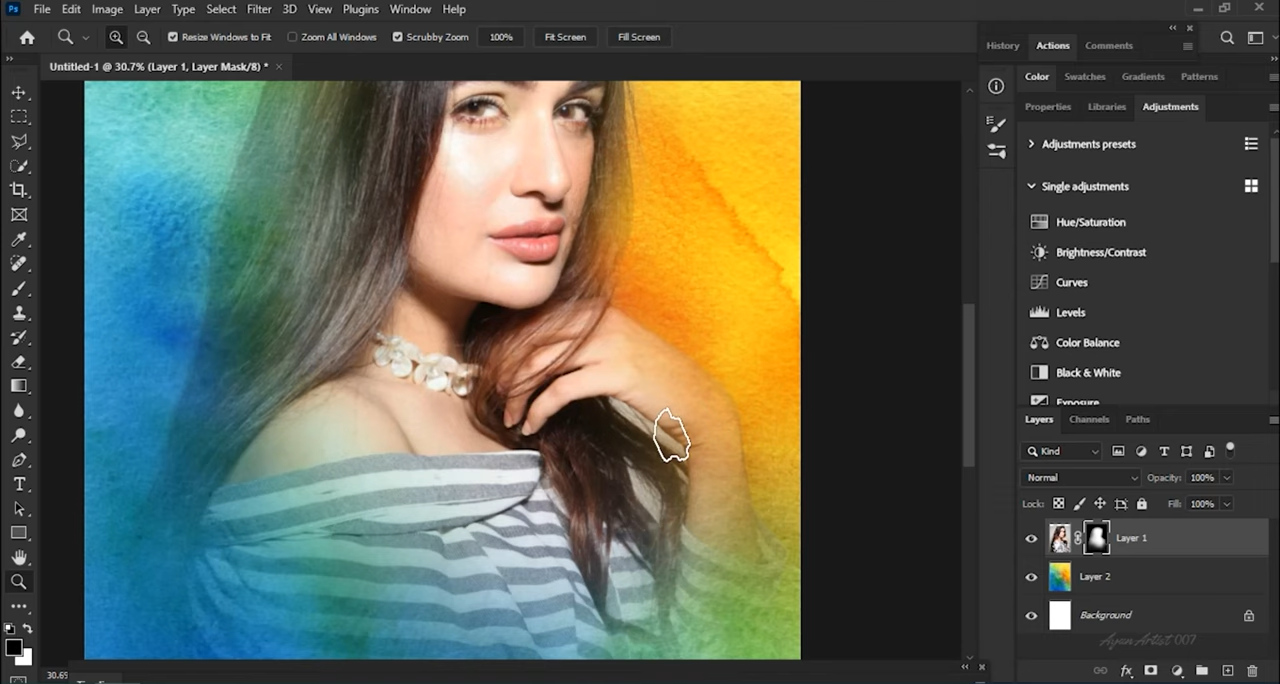 Ps File Edit Image Layer Type Select Filter 3D View Plugins Window Help
Resize Windows to Fit Zoom All Windows Scrubby Zoom 100% Fit Screen Fill Screen
History Actions Comments
Untitled-1 @ 30.7% (Layer 1, Layer Mask/8) *
Color Swatches Gradients Patterns
Properties Libraries Adjustments
Adjustments presets
Single adjustments
Hue/Saturation
Brightness/Contrast
Curves
Levels
Color Balance
Black & White
Exposure
Layers Channels Paths
Kind
Normal Opacity: 100%
Lock: Fill: 100%
Layer 1
Layer 2
Background
Ayan Artist 007
fx